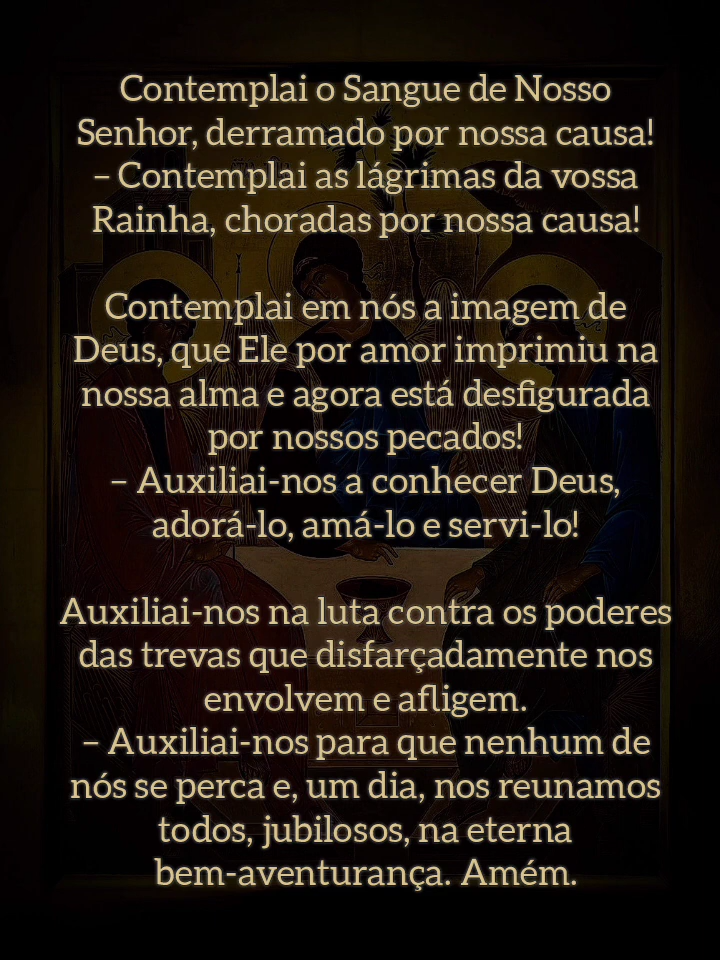 Contemplai o Sangue de Nosso
Senhor, derramado por nossa causa!
– Contemplai as lágrimas da vossa
Rainha, choradas por nossa causa!
Contemplai em nós a imagem de
Deus, que Ele por amor imprimiu na
nossa alma e agora está desfigurada
por nossos pecados!
– Auxiliai-nos a conhecer Deus,
adorá-lo, amá-lo e servi-lo!
Auxiliai-nos na luta contra os poderes
das trevas que disfarçadamente nos
envolvem e afligem.
– Auxiliai-nos para que nenhum de
nós se perca e, um dia, nos reunamos
todos, jubilosos, na eterna
bem-aventurança. Amém.